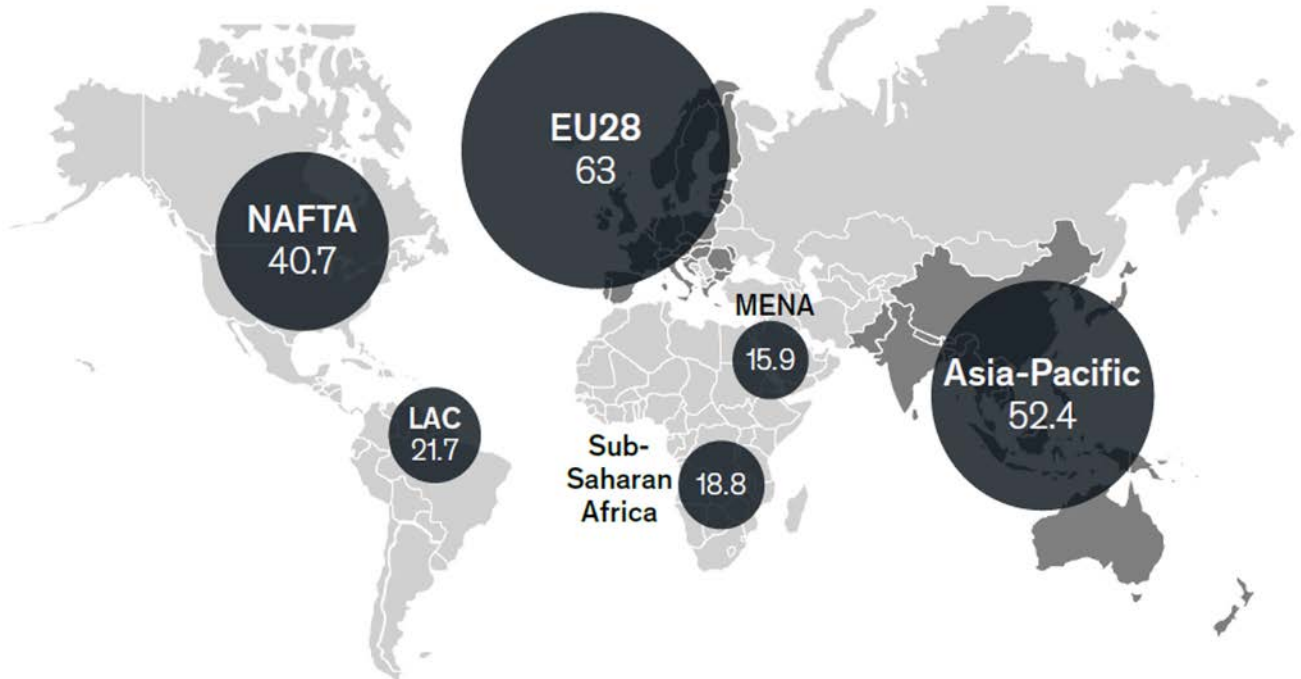 EU28
63
NAFTA
40.7
MENA
15.9
Asia-Pacific
52.4
LAC
21.7
Sub-
Saharan
Africa
18.8